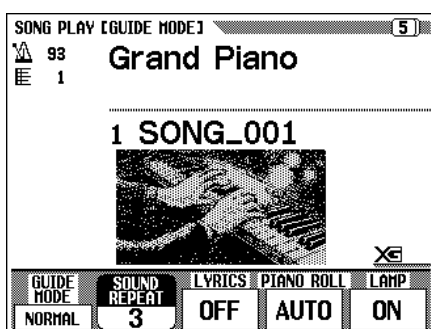 SONG PLAY [GUIDE MODE] 5
93 Grand Piano
1
1 SONG_001
XG
GUIDE MODE SOUND REPEAT LYRICS PIANO ROLL LAMP
NORMAL 3 OFF AUTO ON